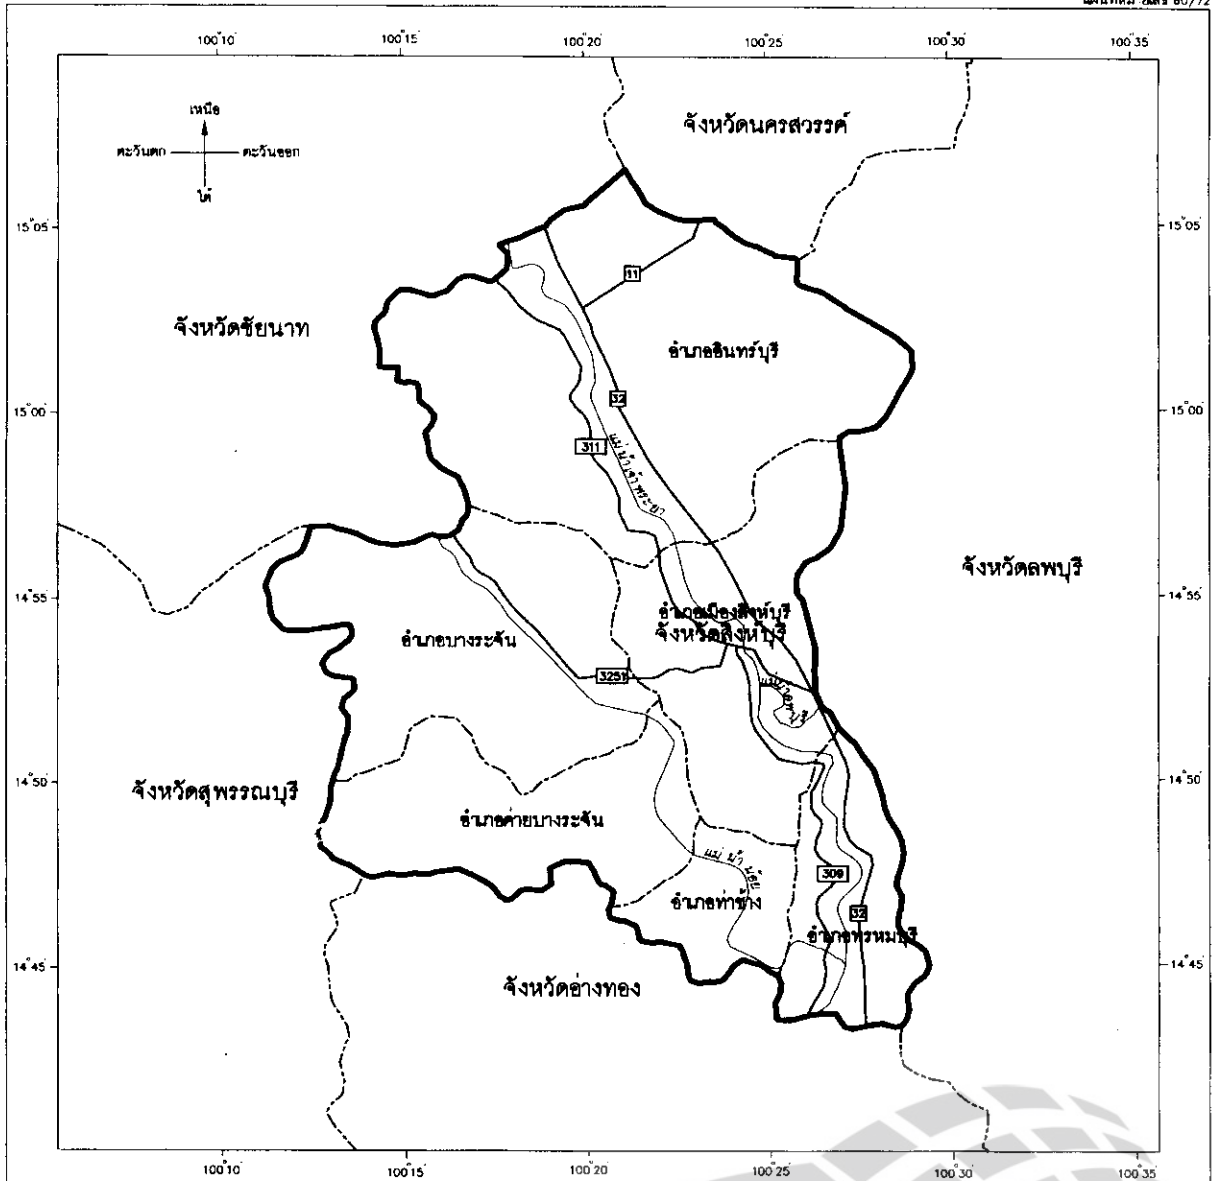 100°10'
100°15'
100°20'
100°25'
100°30'
100°35'
เหนือ
ตะวันตก
ตะวันออก
ใต้
จังหวัดนครสวรรค์
15°05'
15°05'
11
จังหวัดชัยนาท
อำเภออินทร์บุรี
32
15°00'
15°00'
311
แม่น้ำเจ้าพระยา
จังหวัดลพบุรี
14°55'
14°55'
อำเภอเมืองสิงห์บุรี
จังหวัดสิงห์บุรี
อำเภอบางระจัน
3251
แม่น้ำลพบุรี
14°50'
14°50'
จังหวัดสุพรรณบุรี
อำเภอค่ายบางระจัน
แม่น้ำน้อย
309
อำเภอท่าช้าง
32
อำเภอพรหมบุรี
14°45'
14°45'
จังหวัดอ่างทอง
100°10'
100°15'
100°20'
100°25'
100°30'
100°35'